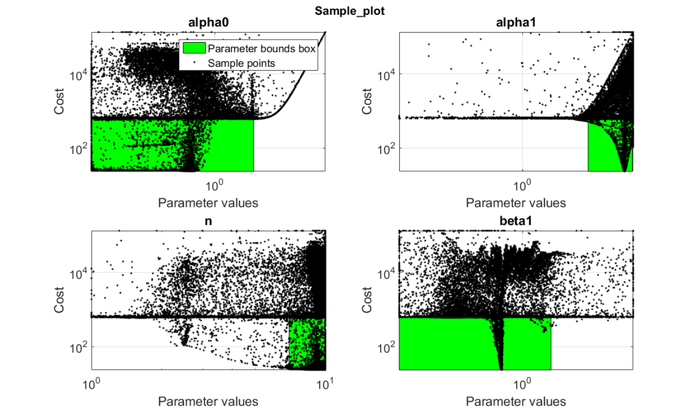 Sample_plot
alpha0
alpha1
Parameter bounds box
Sample points
Cost
10^4
10^2
10^0
Parameter values
Cost
10^4
10^2
10^0
Parameter values
n
beta1
Cost
10^4
10^2
10^0
10^1
Parameter values
Cost
10^4
10^2
10^0
Parameter values